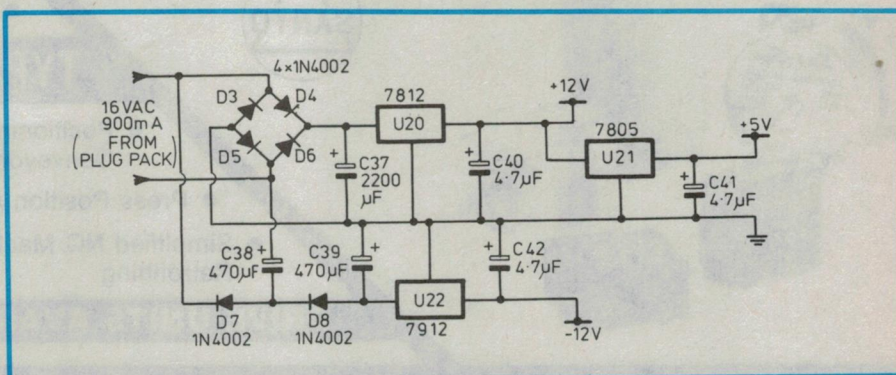 4×1N4002
16 VAC
900mA
FROM
(PLUG PACK)
D3
D4
D5
D6
7812
U20
+12V
7805
U21
+5V
+
C37
2200
µF
+
C40
4·7µF
+
C41
4·7µF
C38
+
470µF
C39
+
470µF
+
C42
4·7µF
D7
1N4002
D8
1N4002
U22
7912
-12V